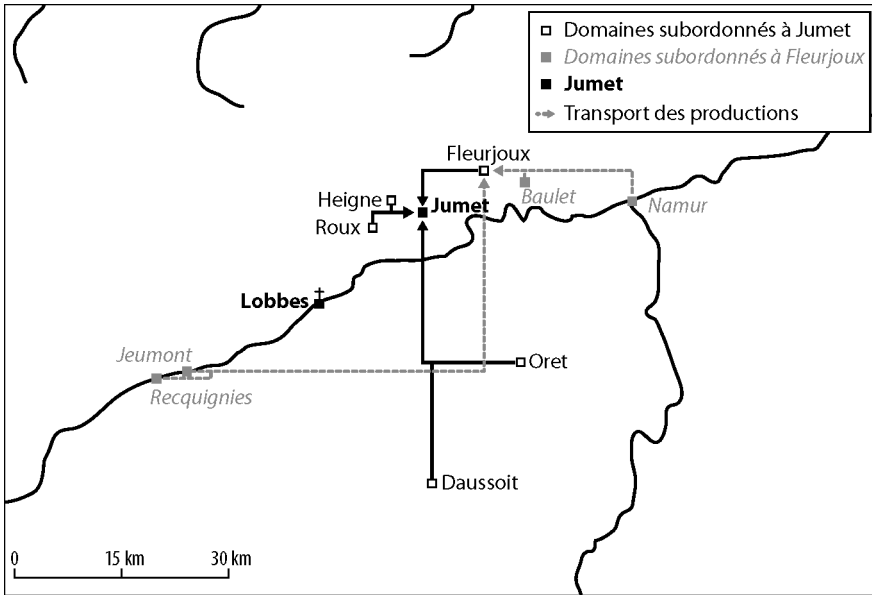 Domaines subordonnés à Jumet
Domaines subordonnés à Fleurjoux
Jumet
Transport des productions
Fleurjoux
Heigne
Jumet
Baulet
Namur
Roux
Lobbes
Jeumont
Oret
Recquignies
Daussoit
0 15 km 30 km